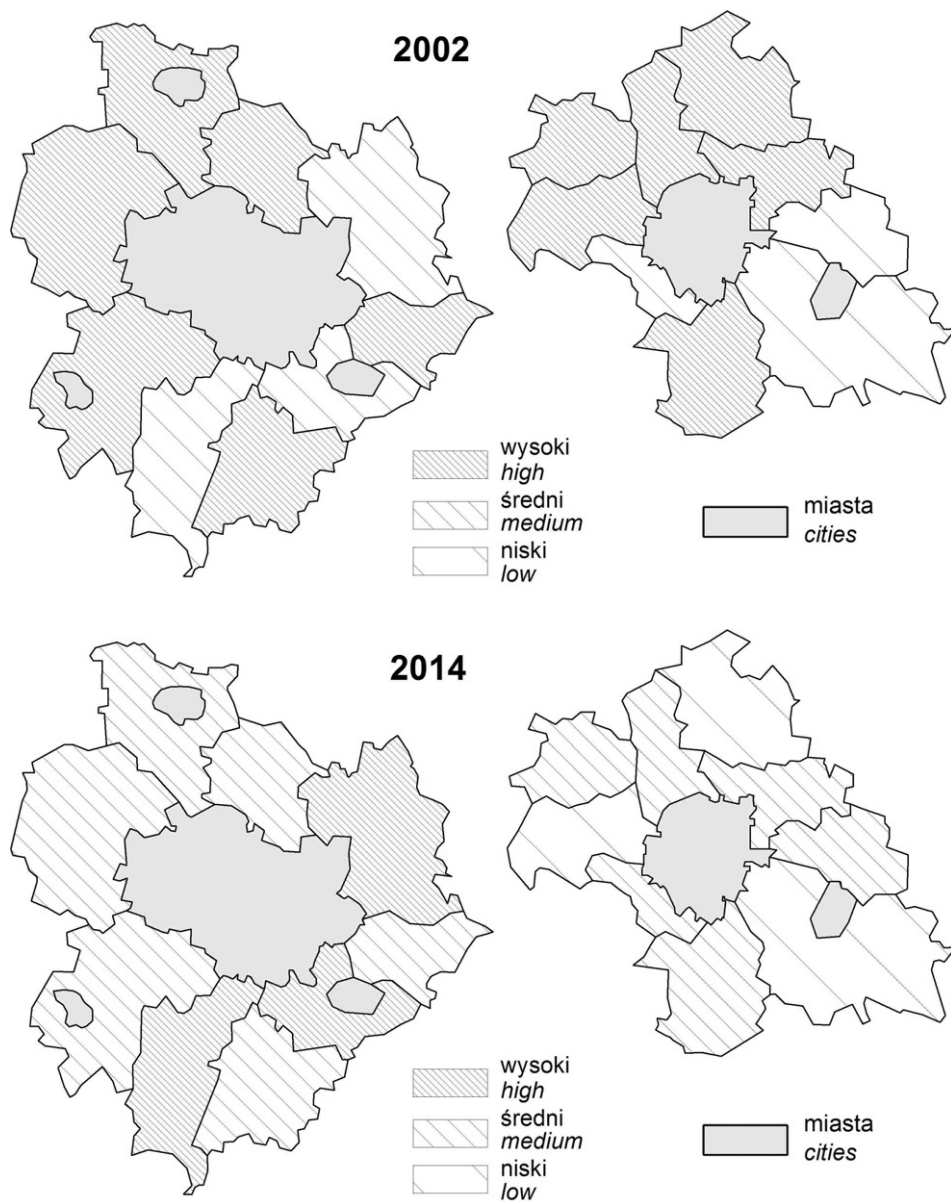 2002
wysoki
high
średni
medium
niski
low
miasta
cities
2014
wysoki
high
średni
medium
niski
low
miasta
cities